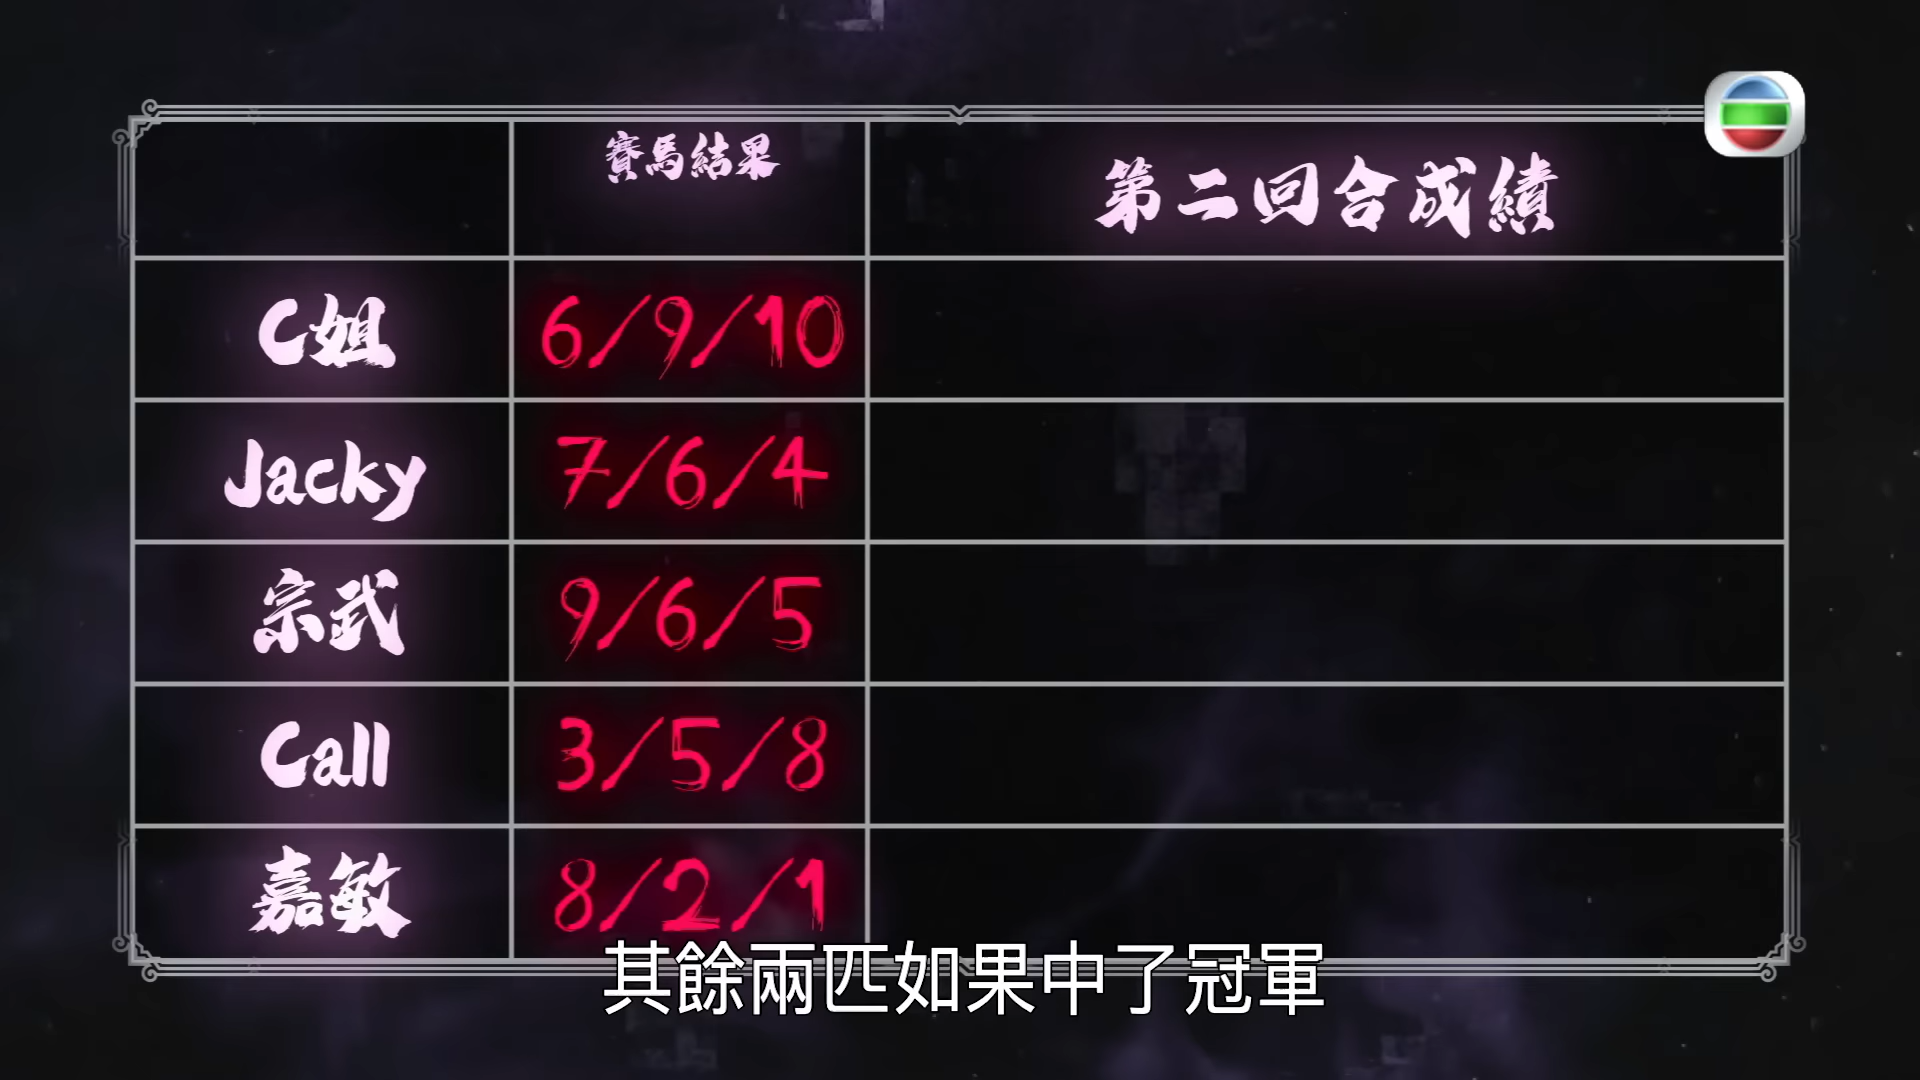 賽馬結果
第二回合成績
C姐 6/9/10
Jacky 7/6/4
宗武 9/6/5
Call 3/5/8
嘉敏 8/2/1
其餘兩匹如果中了冠軍